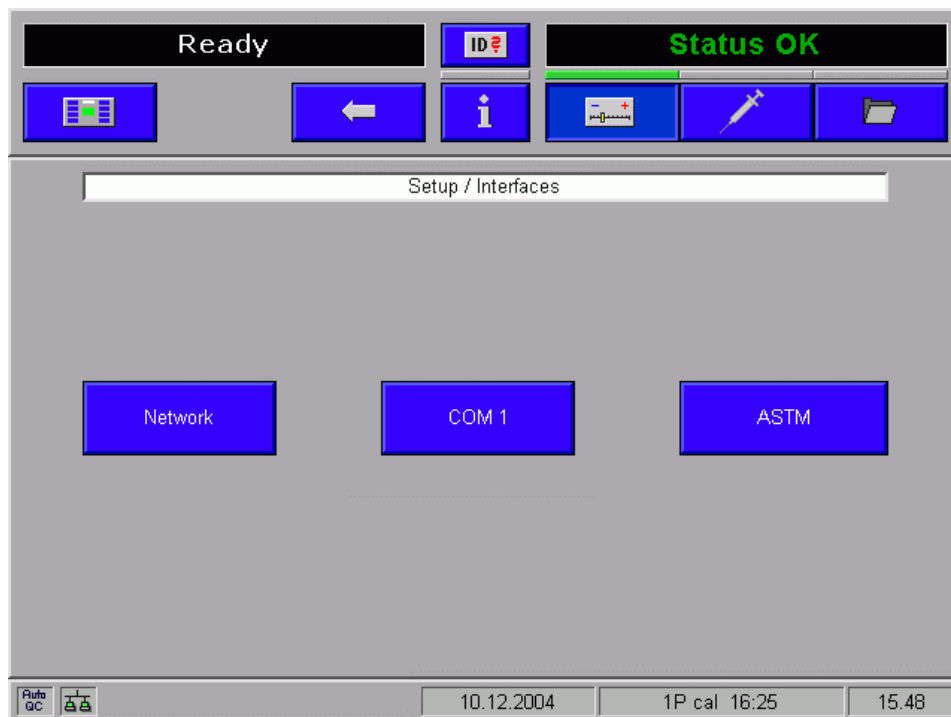 Ready
ID?
Status OK
i
- +
Setup / Interfaces
Network
COM 1
ASTM
Auto
QC
10.12.2004
1P cal 16:25
15.48